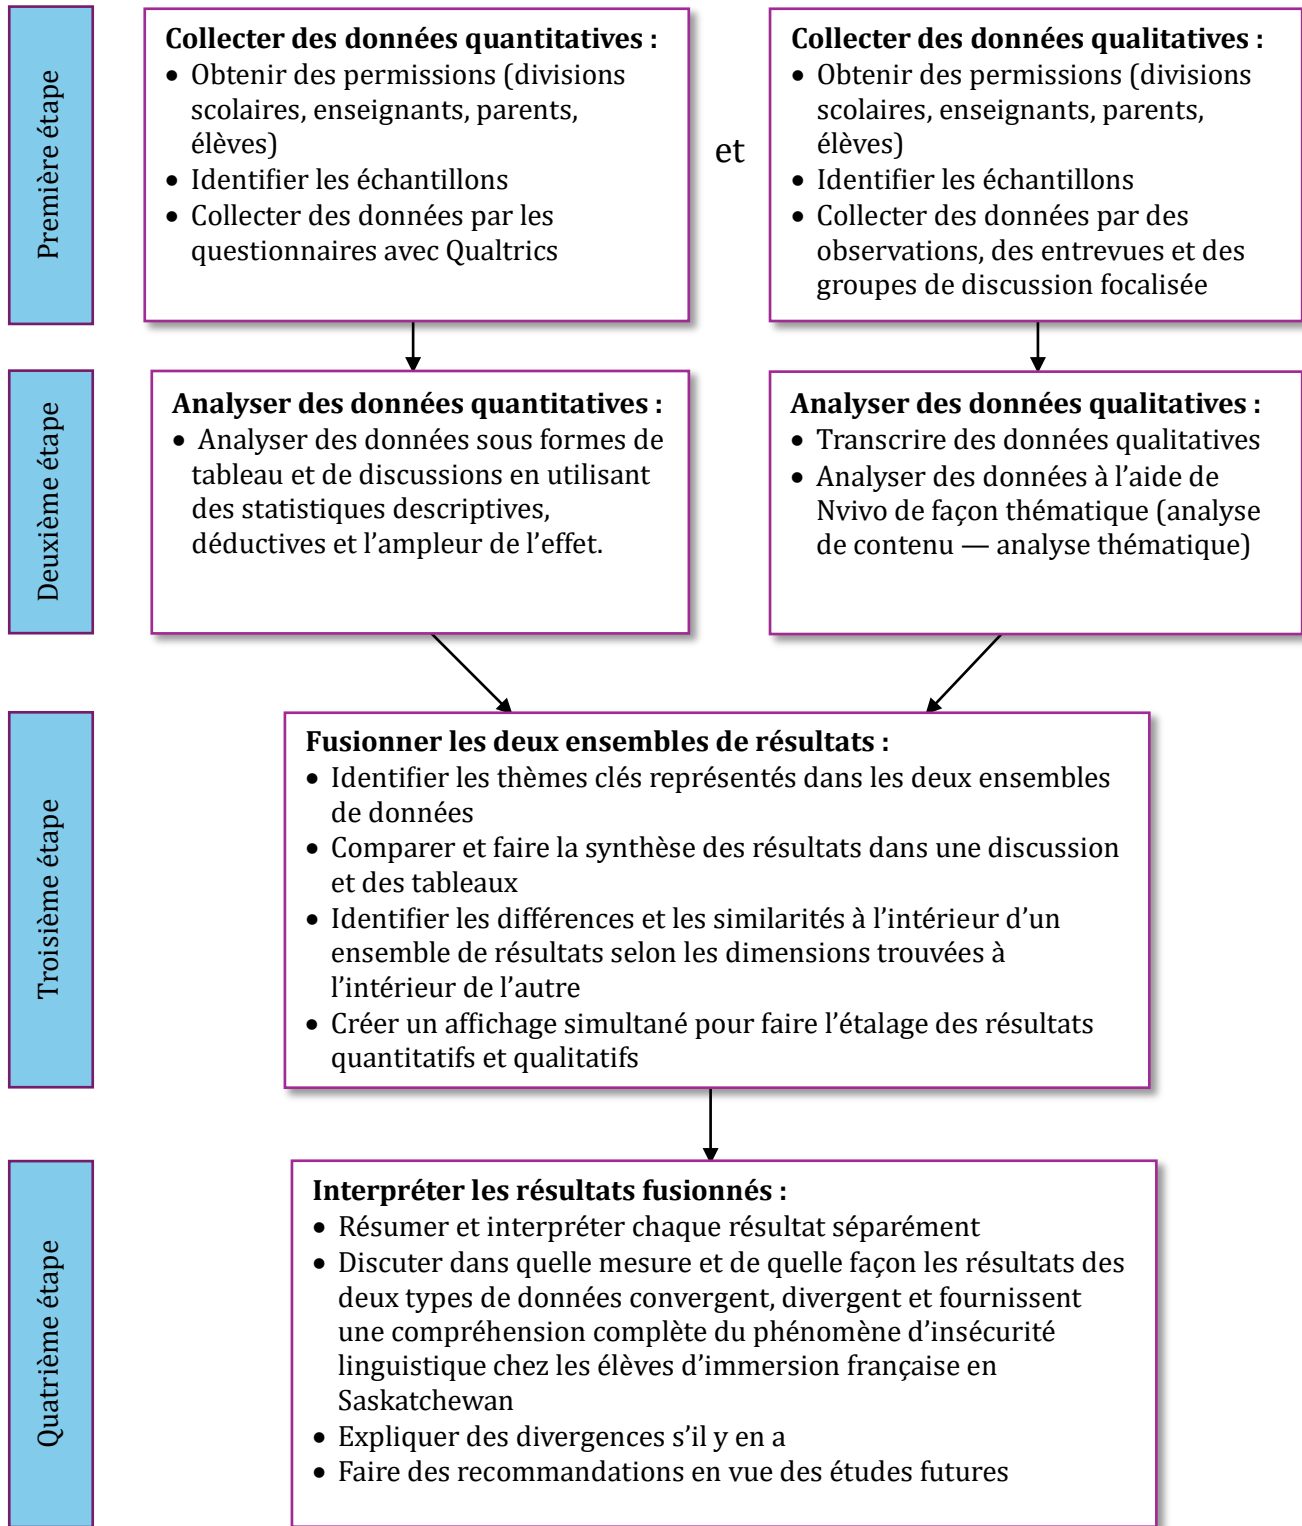 Première étape
Collecter des données quantitatives :
• Obtenir des permissions (divisions
scolaires, enseignants, parents,
élèves)
• Identifier les échantillons
• Collecter des données par les
questionnaires avec Qualtrics
et
Collecter des données qualitatives :
• Obtenir des permissions (divisions
scolaires, enseignants, parents,
élèves)
• Identifier les échantillons
• Collecter des données par des
observations, des entrevues et des
groupes de discussion focalisée
Deuxième étape
Analyser des données quantitatives :
• Analyser des données sous formes de
tableau et de discussions en utilisant
des statistiques descriptives,
déductives et l’ampleur de l’effet.
Analyser des données qualitatives :
• Transcrire des données qualitatives
• Analyser des données à l’aide de
Nvivo de façon thématique (analyse
de contenu — analyse thématique)
Troisième étape
Fusionner les deux ensembles de résultats :
• Identifier les thèmes clés représentés dans les deux ensembles
de données
• Comparer et faire la synthèse des résultats dans une discussion
et des tableaux
• Identifier les différences et les similarités à l’intérieur d’un
ensemble de résultats selon les dimensions trouvées à
l’intérieur de l’autre
• Créer un affichage simultané pour faire l’étalage des résultats
quantitatifs et qualitatifs
Quatrième étape
Interpréter les résultats fusionnés :
• Résumer et interpréter chaque résultat séparément
• Discuter dans quelle mesure et de quelle façon les résultats des
deux types de données convergent, divergent et fournissent
une compréhension complète du phénomène d’insécurité
linguistique chez les élèves d’immersion française en
Saskatchewan
• Expliquer des divergences s’il y en a
• Faire des recommandations en vue des études futures